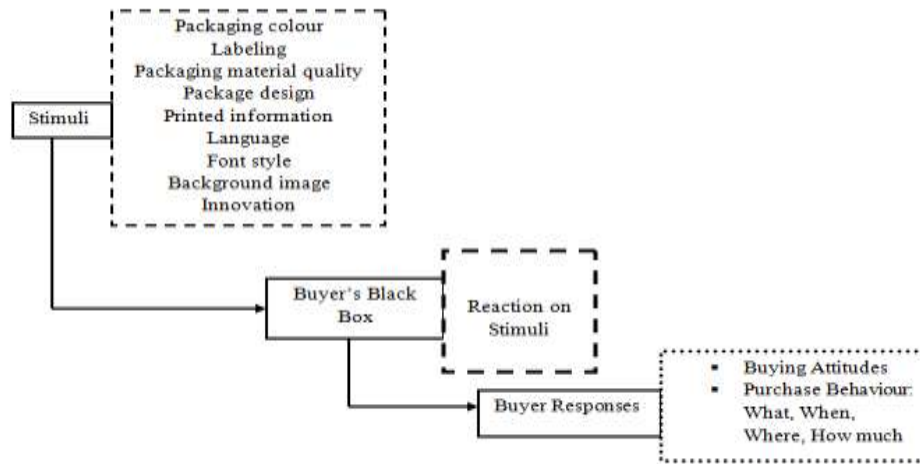 Packaging colour
Labeling
Packaging material quality
Package design
Printed information
Language
Font style
Background image
Innovation
Stimuli
Buyer's Black
Box
Reaction on
Stimuli
Buyer Responses
▪ Buying Attitudes
▪ Purchase Behaviour:
What, When,
Where, How much